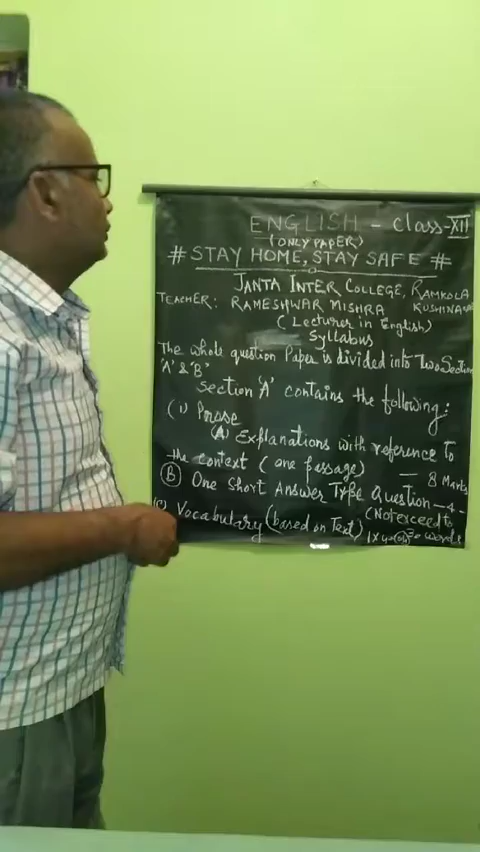 ENGLISH - class-XII
(ONLY PAPER)
# STAY HOME, STAY SAFE #
JANTA INTER COLLEGE, RAMKOLA
KUSHINAGAR
TEACHER: RAMESHWAR MISHRA
(Lecturer in English)
Syllabus
The whole question Paper is divided into Two Section
"A" & "B"
Section 'A' contains the following:
(1) Prose
(A) Explanations with reference to
the context (one passage) — 8 Marks
(B) One Short Answer Type Question - 4 -
(Not exceed to
(C) Vocabulary (based on Text) 1x4=
words